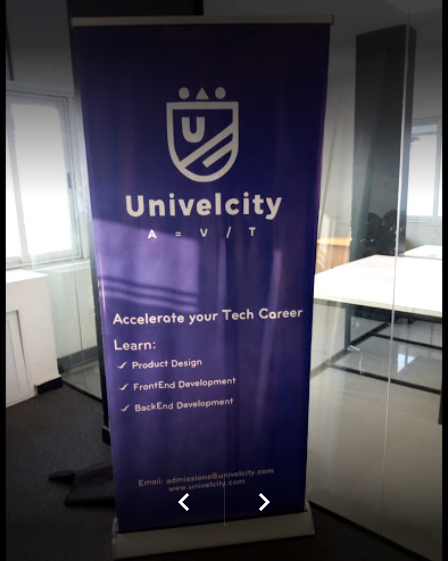 U
Univelcity
A = V / T
Accelerate your Tech Career
Learn:
✓ Product Design
✓ FrontEnd Development
✓ BackEnd Development
Email: admissions@univelcity.com
www.univelcity.com